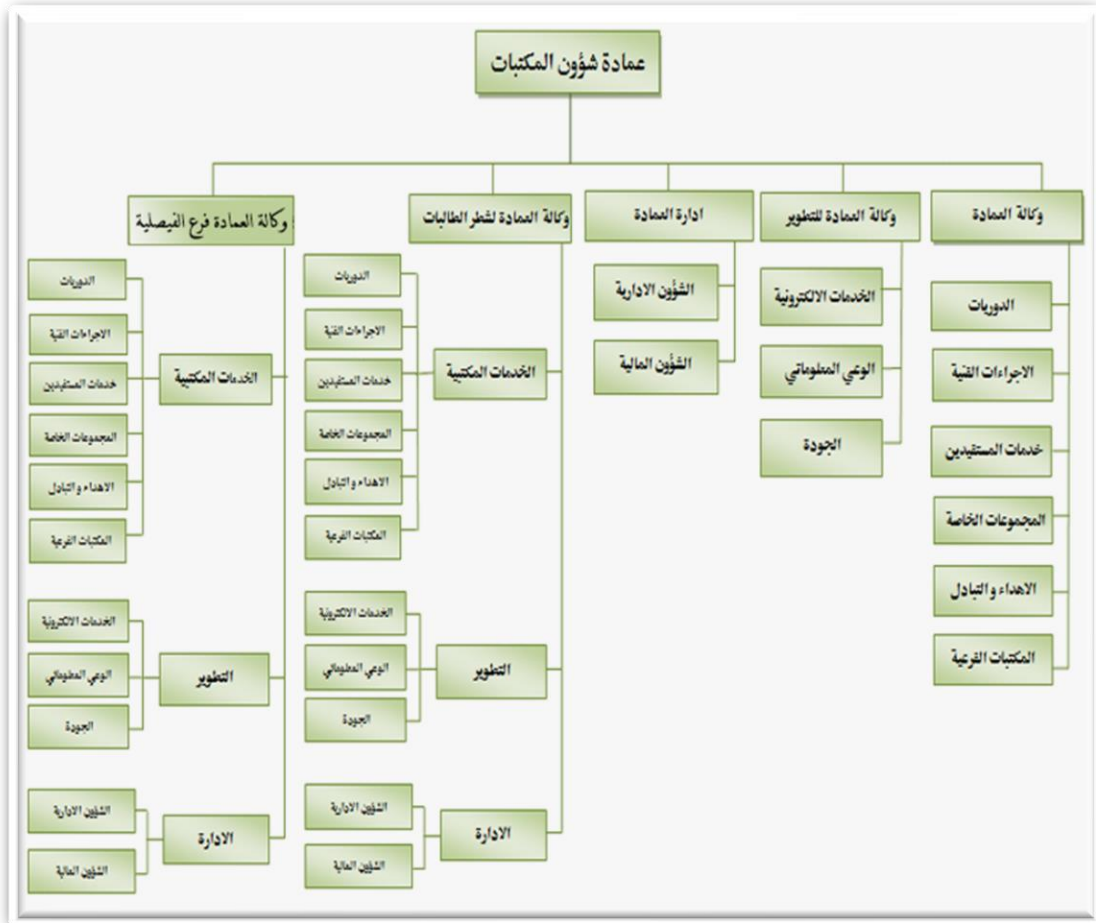 عمادة شؤون المكتبات
وكالة العمادة
الدوريات
الاجراءات الفنية
خدمات المستفيدين
المجموعات الخاصة
الاهداء و التبادل
المكتبات الفرعية
وكالة العمادة للتطوير
الخدمات الالكترونية
الوعي المعلوماتي
الجودة
ادارة العمادة
الشؤون الادارية
الشؤون المالية
وكالة العمادة لشطر الطالبات
الخدمات المكتبية
الدوريات
الاجراءات الفنية
خدمات المستفيدين
المجموعات الخاصة
الاهداء و التبادل
المكتبات الفرعية
التطوير
الخدمات الالكترونية
الوعي المعلوماتي
الجودة
الادارة
الشؤون الادارية
الشؤون المالية
وكالة العمادة فرع الفيصلية
الخدمات المكتبية
الدوريات
الاجراءات الفنية
خدمات المستفيدين
المجموعات الخاصة
الاهداء و التبادل
المكتبات الفرعية
التطوير
الخدمات الالكترونية
الوعي المعلوماتي
الجودة
الادارة
الشؤون الادارية
الشؤون المالية